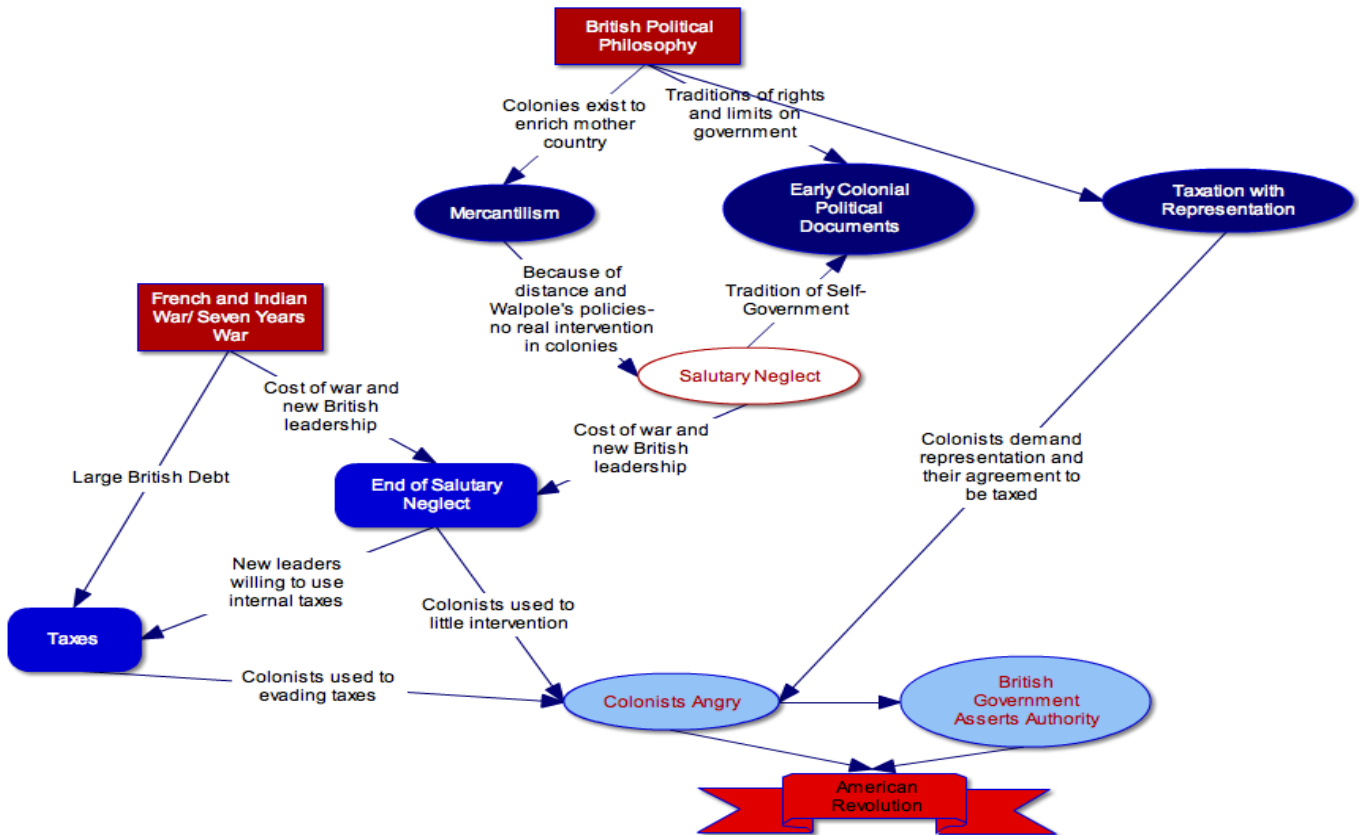 British Political
Philosophy
Colonies exist to
enrich mother
country
Traditions of rights
and limits on
government
Mercantilism
Early Colonial
Political
Documents
Taxation with
Representation
Because of
distance and
Walpole's policies-
no real intervention
in colonies
Tradition of Self-
Government
French and Indian
War/ Seven Years
War
Salutary Neglect
Cost of war and
new British
leadership
Cost of war and
new British
leadership
Colonists demand
representation and
their agreement to
be taxed
Large British Debt
End of Salutary
Neglect
New leaders
willing to use
internal taxes
Colonists used to
little intervention
Taxes
Colonists used to
evading taxes
Colonists Angry
British
Government
Asserts Authority
American
Revolution